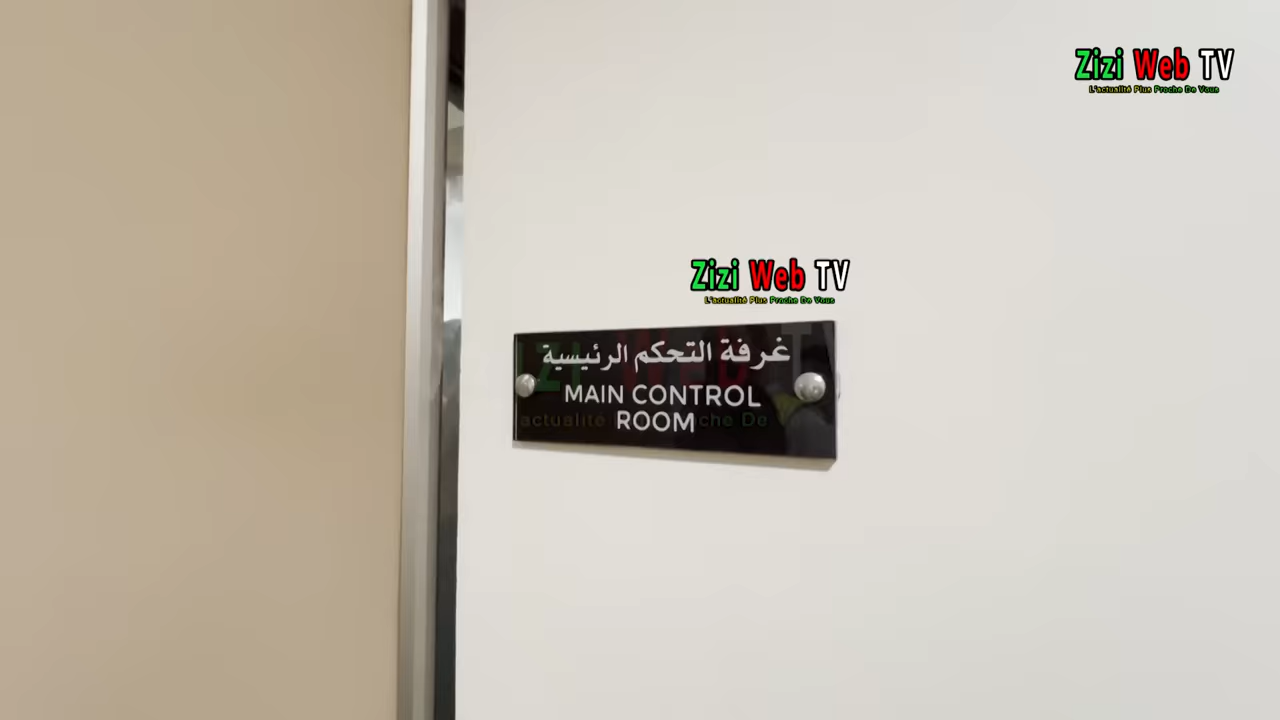 Zizi Web TV
L'actualité Plus Proche De Vous
Zizi Web TV
L'actualité Plus Proche De Vous
غرفة التحكم الرئيسية
MAIN CONTROL
ROOM